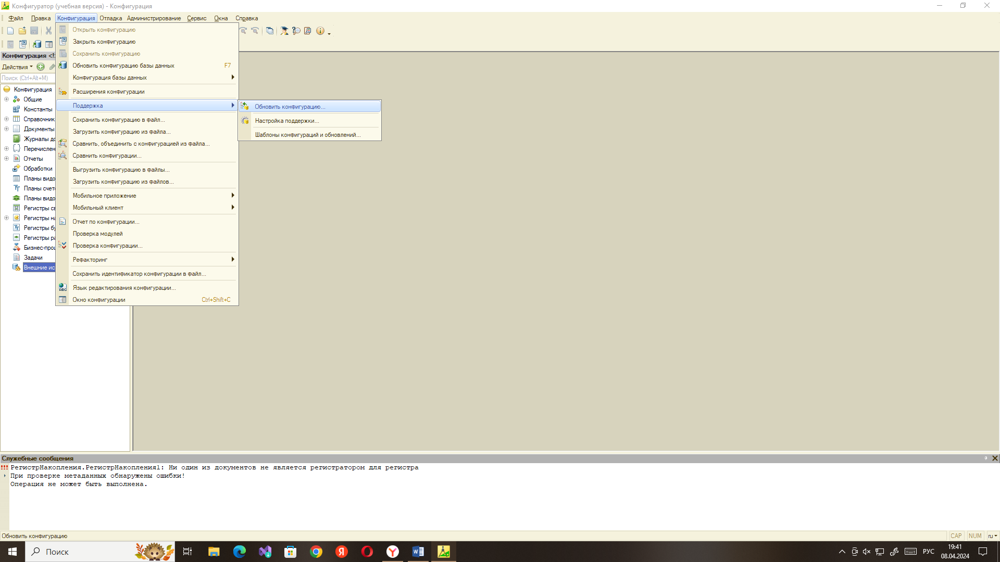 Конфигуратор (учебная версия) - Конфигурация
Файл Правка Конфигурация Отладка Администрирование Сервис Окна Справка
Открыть конфигурацию
Закрыть конфигурацию
Сохранить конфигурацию
Обновить конфигурацию базы данных F7
Конфигурация базы данных
Расширения конфигурации
Поддержка
Сохранить конфигурацию в файл...
Загрузить конфигурацию из файла...
Сравнить, объединить с конфигурацией из файла...
Сравнить конфигурации...
Выгрузить конфигурацию в файлы...
Загрузить конфигурацию из файлов...
Мобильное приложение
Мобильный клиент
Отчет по конфигурации...
Проверка модулей
Проверка конфигурации...
Рефакторинг
Сохранить идентификатор конфигурации в файл...
Язык редактирования конфигурации...
Окно конфигурации Ctrl+Shift+C
Обновить конфигурацию...
Настройка поддержки...
Шаблоны конфигураций и обновлений...
Конфигурация <!
Действия
Поиск (Ctrl+Alt+M)
Конфигурация
Общие
Константы
Справочник
Документы
Журналы до
Перечислен
Отчеты
Обработки
Планы видо
Планы счет
Планы видо
Регистры св
Регистры на
Регистры бу
Регистры ра
Бизнес-проц
Задачи
Внешние ис
Служебные сообщения
РегистрНакопления.РегистрНакопления1: Ни один из документов не является регистратором для регистра
При проверке метаданных обнаружены ошибки!
Операция не может быть выполнена.
Обновить конфигурацию CAP NUM ru
Поиск
РУС
19:41
08.04.2024